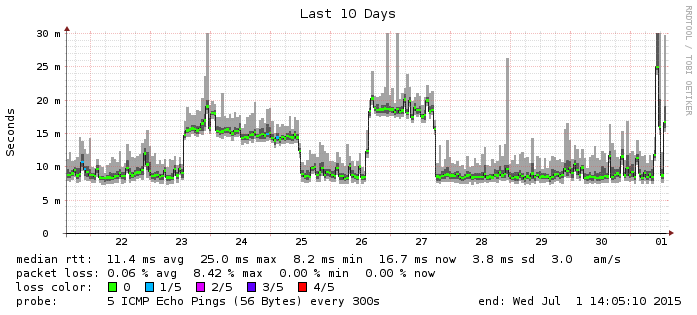 Last 10 Days
RRDTOOL / TOBI OETIKER
Seconds
30 m
25 m
20 m
15 m
10 m
5 m
0
22 23 24 25 26 27 28 29 30 01
median rtt: 11.4 ms avg 25.0 ms max 8.2 ms min 16.7 ms now 3.8 ms sd 3.0 am/s
packet loss: 0.06 % avg 8.42 % max 0.00 % min 0.00 % now
loss color: 0 1/5 2/5 3/5 4/5
probe: 5 ICMP Echo Pings (56 Bytes) every 300s end: Wed Jul 1 14:05:10 2015